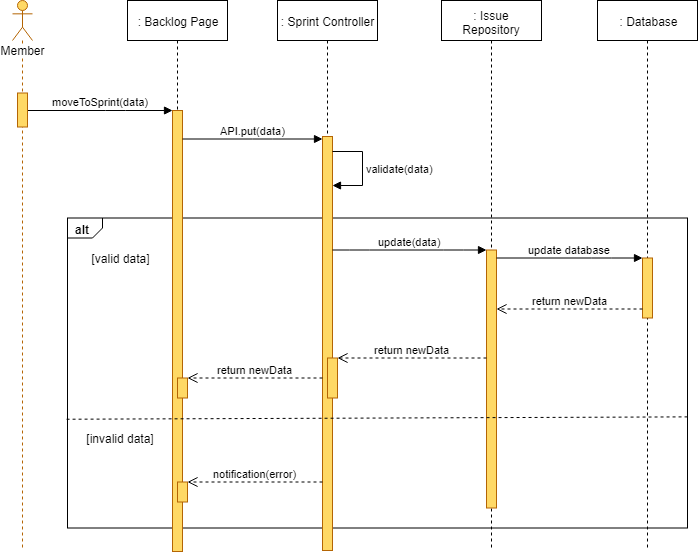 : Backlog Page
: Sprint Controller
: Issue
Repository
: Database
Member
moveToSprint(data)
API.put(data)
validate(data)
alt
[valid data]
update(data)
update database
return newData
return newData
return newData
[invalid data]
notification(error)